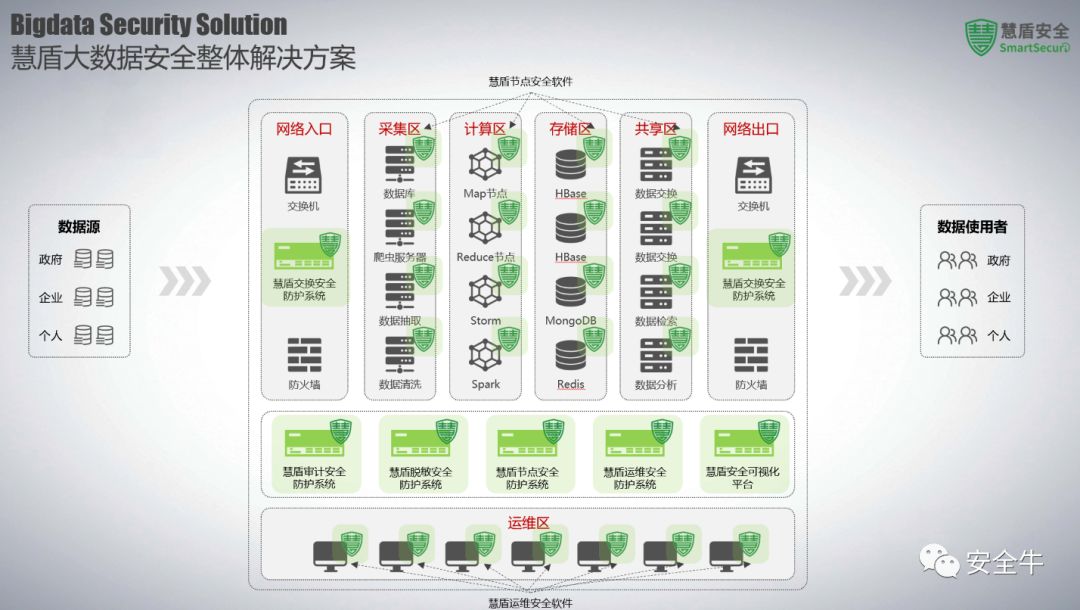 Bigdata Security Solution
慧盾大数据安全整体解决方案
慧盾安全
SmartSecuri
慧盾节点安全软件
数据源
政府
企业
个人
网络入口
交换机
慧盾交换安全
防护系统
防火墙
采集区
数据库
爬虫服务器
数据抽取
数据清洗
计算区
Map节点
Reduce节点
Storm
Spark
存储区
HBase
HBase
MongoDB
Redis
共享区
数据交换
数据交换
数据检索
数据分析
网络出口
交换机
慧盾交换安全
防护系统
防火墙
数据使用者
政府
企业
个人
慧盾审计安全
防护系统
慧盾脱敏安全
防护系统
慧盾节点安全
防护系统
慧盾运维安全
防护系统
慧盾安全可视化
平台
运维区
慧盾运维安全软件
安全牛